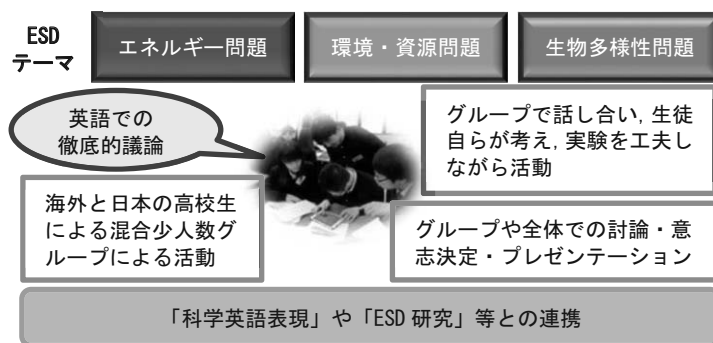 ESD
テーマ
エネルギー問題
環境・資源問題
生物多様性問題
英語での
徹底的議論
グループで話し合い，生徒
自らが考え，実験を工夫し
ながら活動
海外と日本の高校生
による混合少人数グ
ループによる活動
グループや全体での討論・意
志決定・プレゼンテーション
「科学英語表現」や「ESD 研究」等との連携